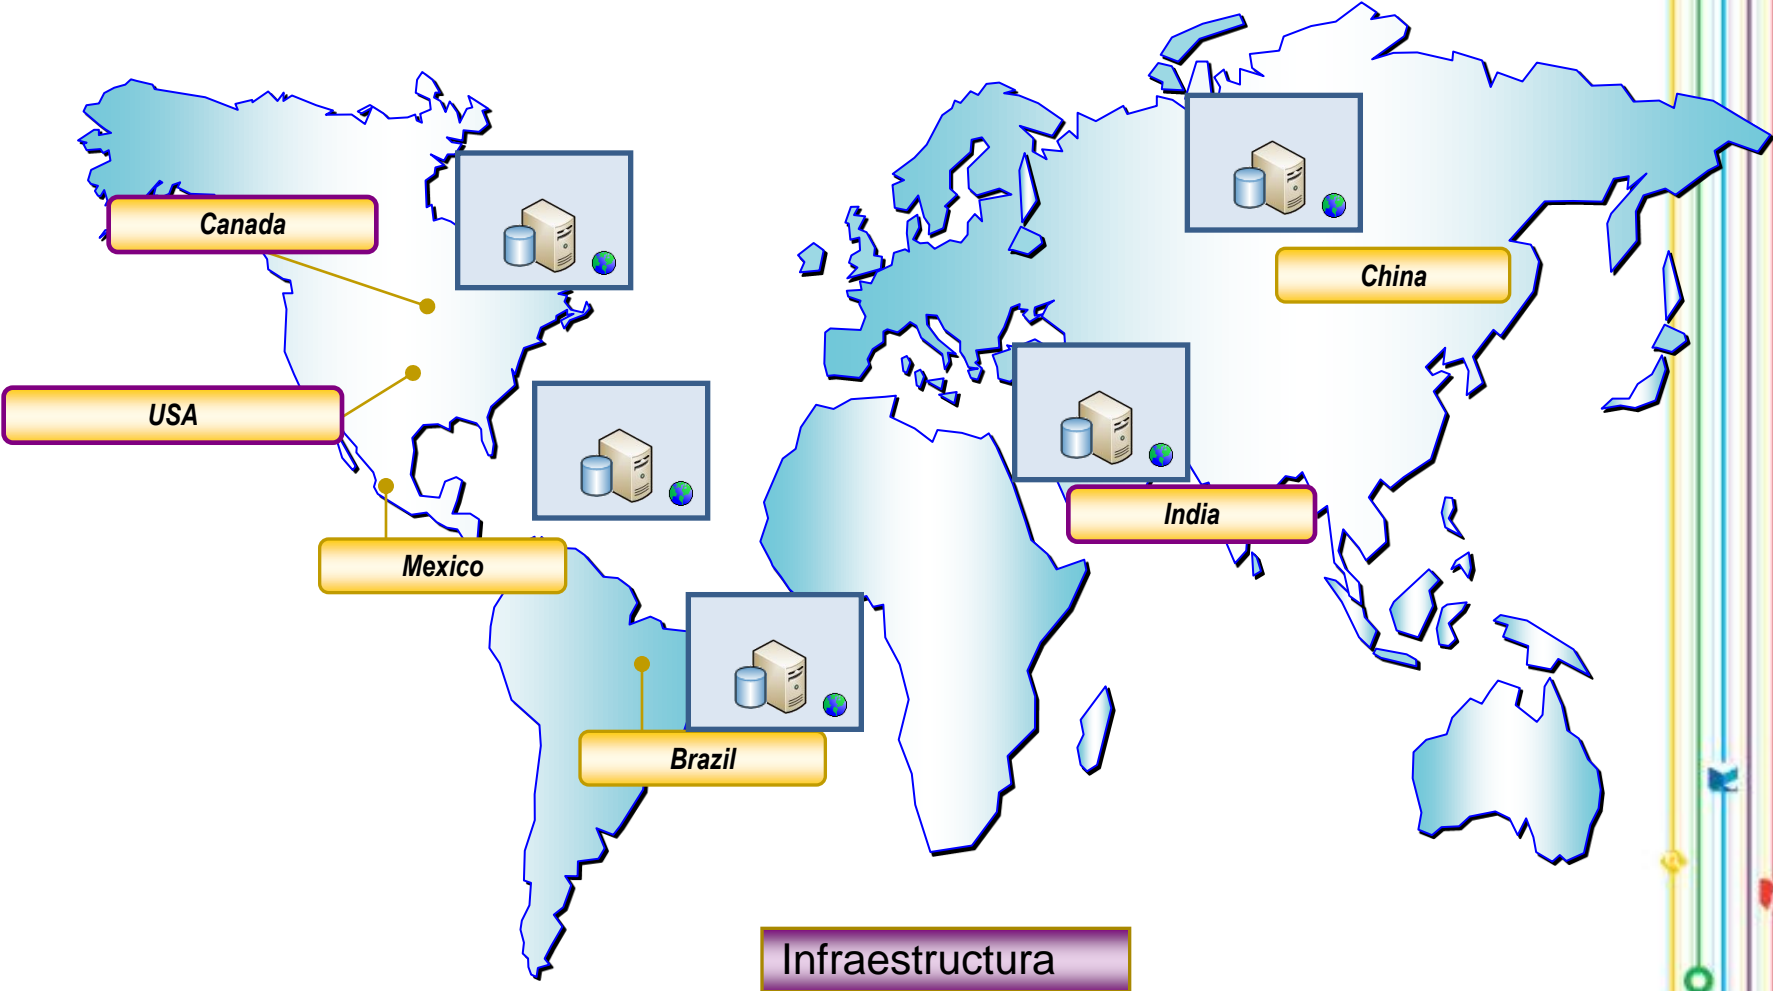 Canada
China
USA
India
Mexico
Brazil
Infraestructura